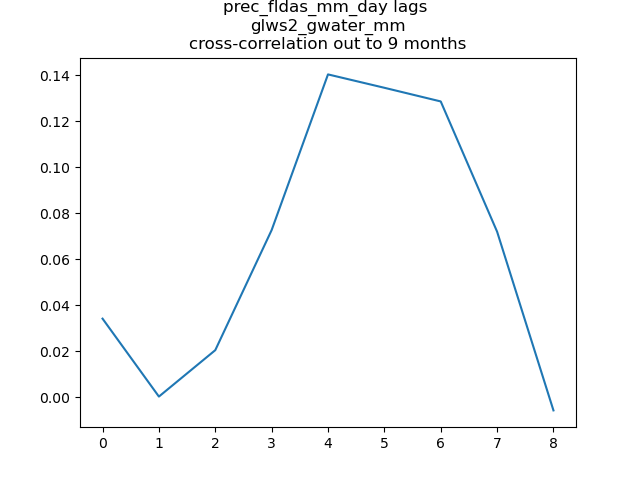 prec_fldas_mm_day lags
glws2_gwater_mm
cross-correlation out to 9 months
0.14
0.12
0.10
0.08
0.06
0.04
0.02
0.00
0 1 2 3 4 5 6 7 8